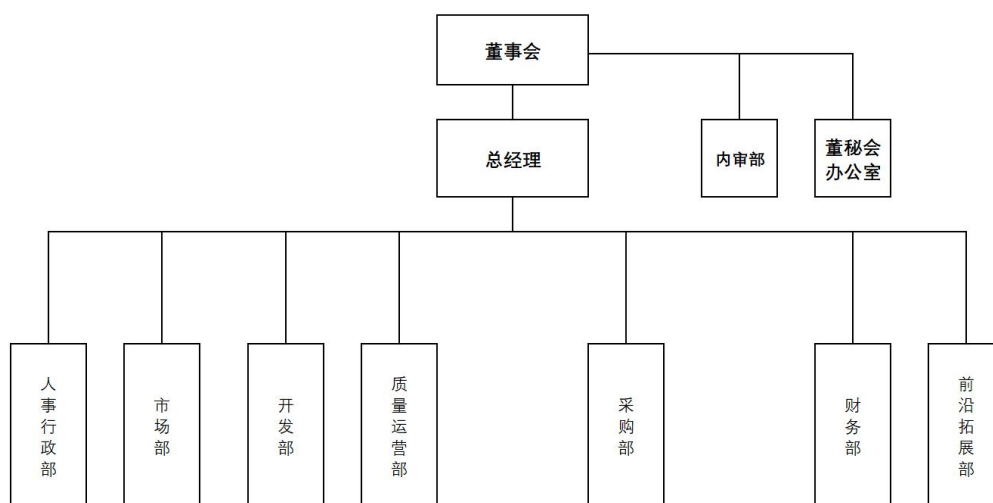 董事会
总经理
内审部
董秘会
办公室
人事行政部
市场部
开发部
质量运营部
采购部
财务部
前沿拓展部